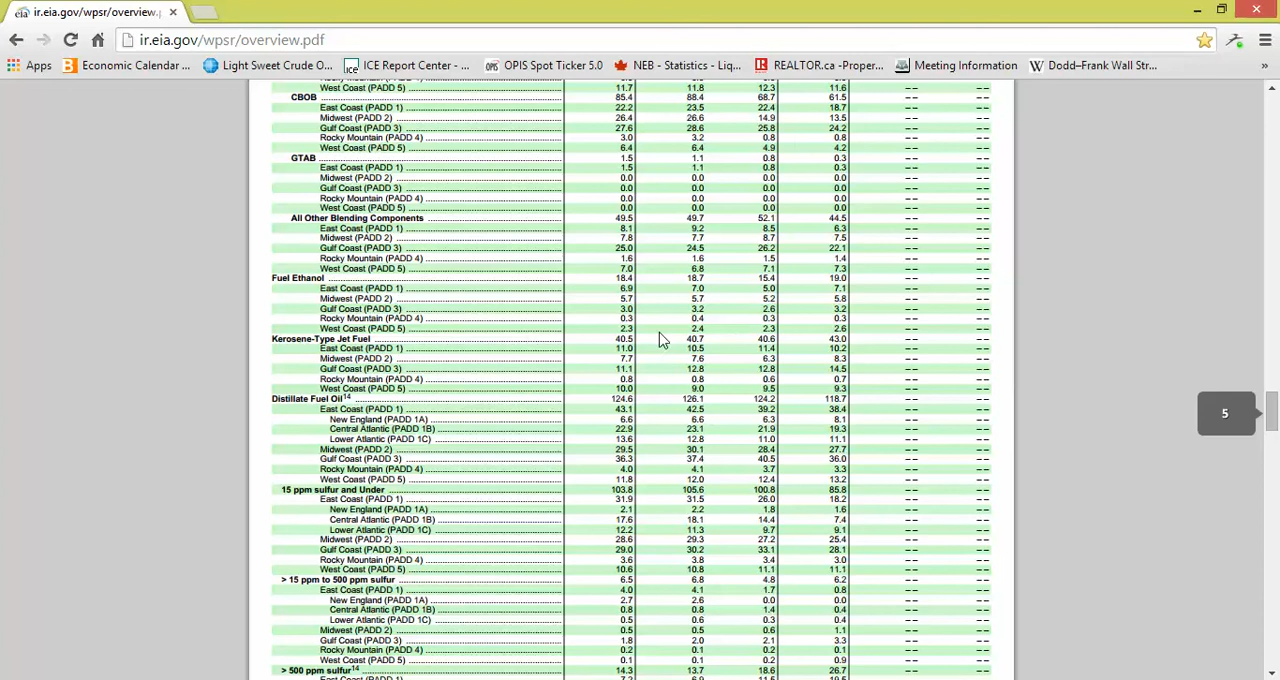 eia ir.eia.gov/wpsr/overview.p
ir.eia.gov/wpsr/overview.pdf
Apps Economic Calendar ... Light Sweet Crude O... ICE Report Center - ... OPIS Spot Ticker 5.0 NEB - Statistics - Liq... REALTOR.ca -Proper... Meeting Information Dodd–Frank Wall Str... »
West Coast (PADD 5) 11.7 11.8 12.3 11.6 – – – –
CBOB 85.4 88.4 68.7 61.5 – – – –
East Coast (PADD 1) 22.2 23.5 22.4 18.7 – – – –
Midwest (PADD 2) 26.4 26.6 14.9 13.5 – – – –
Gulf Coast (PADD 3) 27.6 28.6 25.8 24.2 – – – –
Rocky Mountain (PADD 4) 3.0 3.2 0.8 0.8 – – – –
West Coast (PADD 5) 6.4 6.4 4.9 4.2 – – – –
GTAB 1.5 1.1 0.8 0.3 – – – –
East Coast (PADD 1) 1.5 1.1 0.8 0.3 – – – –
Midwest (PADD 2) 0.0 0.0 0.0 0.0 – – – –
Gulf Coast (PADD 3) 0.0 0.0 0.0 0.0 – – – –
Rocky Mountain (PADD 4) 0.0 0.0 0.0 0.0 – – – –
West Coast (PADD 5) 0.0 0.0 0.0 0.0 – – – –
All Other Blending Components 49.5 49.7 52.1 44.5 – – – –
East Coast (PADD 1) 8.1 9.2 8.5 6.3 – – – –
Midwest (PADD 2) 7.8 7.7 8.7 7.5 – – – –
Gulf Coast (PADD 3) 25.0 24.5 26.2 22.1 – – – –
Rocky Mountain (PADD 4) 1.6 1.6 1.5 1.4 – – – –
West Coast (PADD 5) 7.0 6.8 7.1 7.3 – – – –
Fuel Ethanol 18.4 18.7 15.4 19.0 – – – –
East Coast (PADD 1) 6.9 7.0 5.0 7.1 – – – –
Midwest (PADD 2) 5.7 5.7 5.2 5.8 – – – –
Gulf Coast (PADD 3) 3.0 3.2 2.6 3.2 – – – –
Rocky Mountain (PADD 4) 0.3 0.4 0.3 0.3 – – – –
West Coast (PADD 5) 2.3 2.4 2.3 2.6 – – – –
Kerosene-Type Jet Fuel 40.5 40.7 40.6 43.0 – – – –
East Coast (PADD 1) 11.0 10.5 11.4 10.2 – – – –
Midwest (PADD 2) 7.7 7.6 6.3 8.3 – – – –
Gulf Coast (PADD 3) 11.1 12.8 12.8 14.5 – – – –
Rocky Mountain (PADD 4) 0.8 0.8 0.6 0.7 – – – –
West Coast (PADD 5) 10.0 9.0 9.5 9.3 – – – –
Distillate Fuel Oil14 124.6 126.1 124.2 118.7 – – – –
East Coast (PADD 1) 43.1 42.5 39.2 38.4 – – – –
New England (PADD 1A) 6.6 6.6 6.3 8.1 – – – –
Central Atlantic (PADD 1B) 22.9 23.1 21.9 19.3 – – – –
Lower Atlantic (PADD 1C) 13.6 12.8 11.0 11.1 – – – –
Midwest (PADD 2) 29.5 30.1 28.4 27.7 – – – –
Gulf Coast (PADD 3) 36.3 37.4 40.5 36.0 – – – –
Rocky Mountain (PADD 4) 4.0 4.1 3.7 3.3 – – – –
West Coast (PADD 5) 11.8 12.0 12.4 13.2 – – – –
15 ppm sulfur and Under 103.8 105.6 100.8 85.8 – – – –
East Coast (PADD 1) 31.9 31.5 26.0 18.2 – – – –
New England (PADD 1A) 2.1 2.2 1.8 1.6 – – – –
Central Atlantic (PADD 1B) 17.6 18.1 14.4 7.4 – – – –
Lower Atlantic (PADD 1C) 12.2 11.3 9.7 9.1 – – – –
Midwest (PADD 2) 28.6 29.3 27.2 25.4 – – – –
Gulf Coast (PADD 3) 29.0 30.2 33.1 28.1 – – – –
Rocky Mountain (PADD 4) 3.6 3.8 3.4 3.0 – – – –
West Coast (PADD 5) 10.6 10.8 11.1 11.1 – – – –
> 15 ppm to 500 ppm sulfur 6.5 6.8 4.8 6.2 – – – –
East Coast (PADD 1) 4.0 4.1 1.7 0.8 – – – –
New England (PADD 1A) 2.7 2.6 0.0 0.0 – – – –
Central Atlantic (PADD 1B) 0.8 0.8 1.4 0.4 – – – –
Lower Atlantic (PADD 1C) 0.5 0.6 0.3 0.4 – – – –
Midwest (PADD 2) 0.5 0.5 0.6 1.1 – – – –
Gulf Coast (PADD 3) 1.8 2.0 2.1 3.3 – – – –
Rocky Mountain (PADD 4) 0.2 0.1 0.2 0.1 – – – –
West Coast (PADD 5) 0.1 0.1 0.2 0.9 – – – –
> 500 ppm sulfur14 14.3 13.7 18.6 26.7 – – – –
5